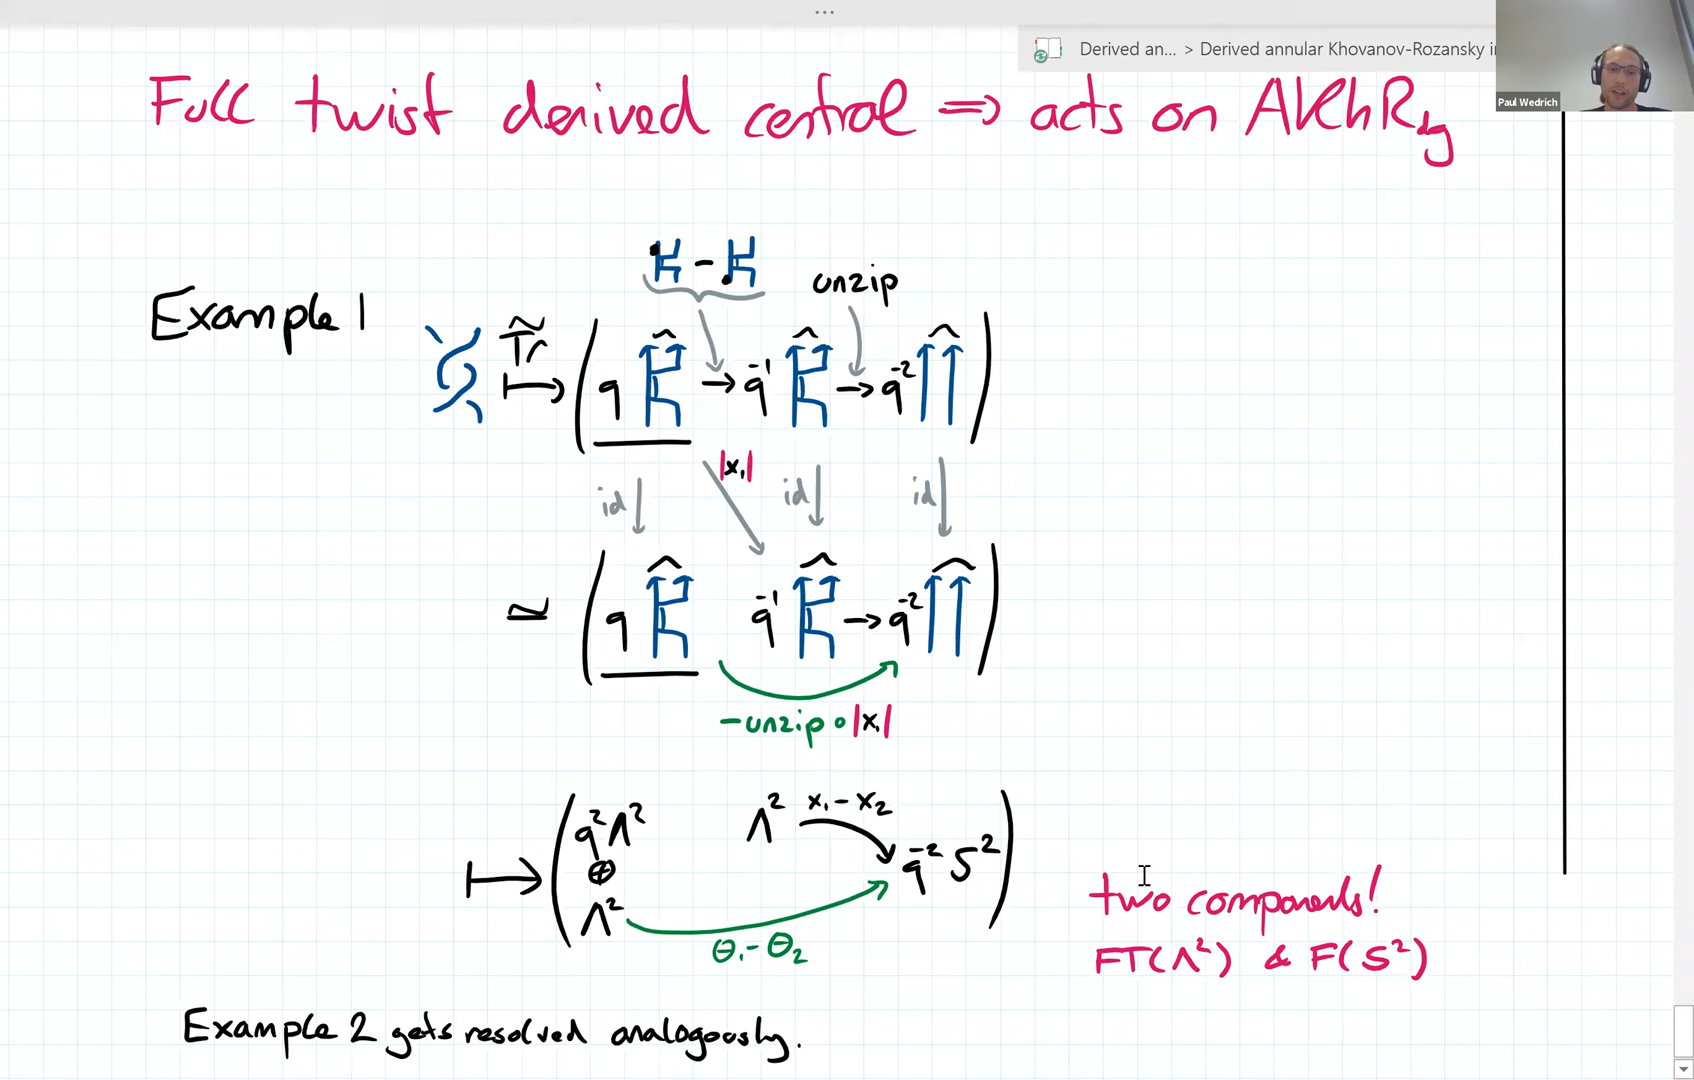 Derived an... > Derived annular Khovanov-Rozansky in
Paul Wedrich
Full twist derived central ⇒ acts on AKhR_dg
−
unzip
Example 1
T̃r ↦ ( q → q⁻¹ → q⁻² )
|x₁|
id id id
≃ ( q q⁻¹ → q⁻² )
−unzip∘|x₁|
↦ ( q²Λ² ⊕ Λ² Λ² x₁−x₂ q⁻²S² )
θ₁−θ₂
two components!
FT(Λ²) & F(S²)
Example 2 gets resolved analogously.